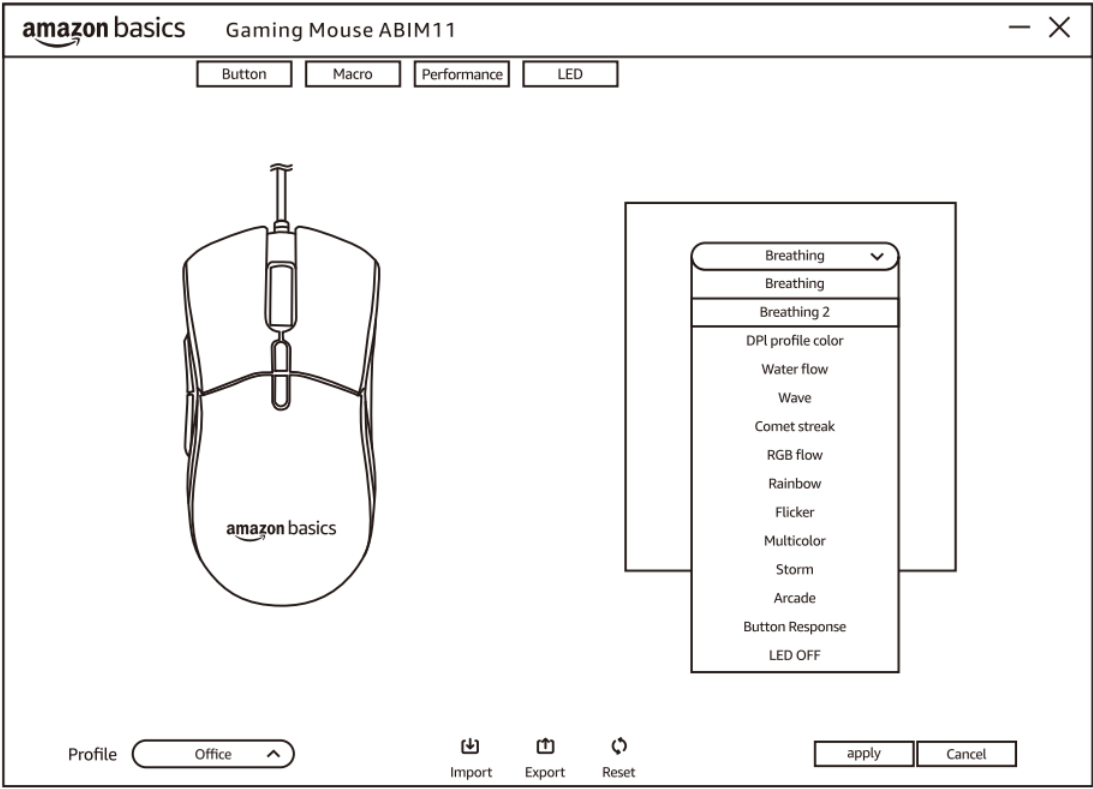 amazon basics Gaming Mouse ABIM11
Button Macro Performance LED
Breathing
Breathing
Breathing 2
DPl profile color
Water flow
Wave
Comet streak
RGB flow
Rainbow
Flicker
Multicolor
Storm
Arcade
Button Response
LED OFF
amazon basics
Profile Office
Import Export Reset
apply Cancel